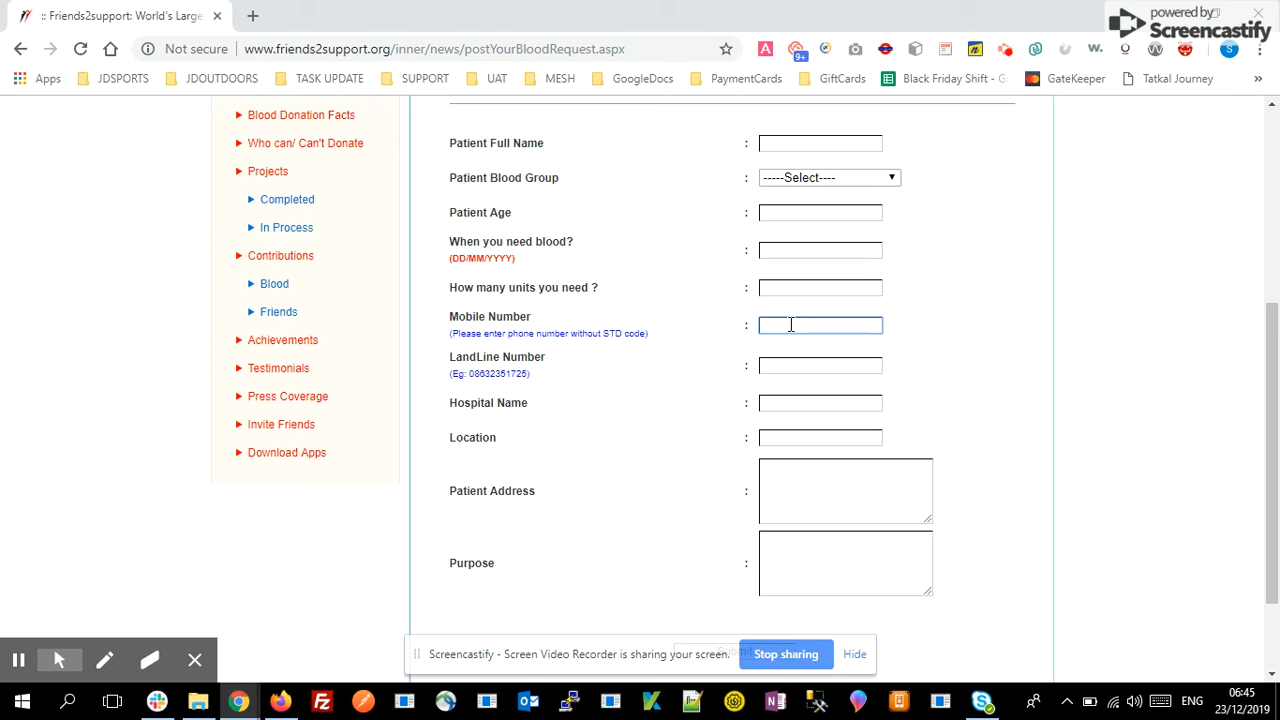 :: Friends2support: World's Large
powered by
Screencastify
Not secure | www.friends2support.org/inner/news/postYourBloodRequest.aspx
9+
S
Apps JDSPORTS JDOUTDOORS TASK UPDATE SUPPORT UAT MESH GoogleDocs PaymentCards GiftCards Black Friday Shift - G GateKeeper Tatkal Journey »
Blood Donation Facts
Who can/ Can't Donate
Projects
Completed
In Process
Contributions
Blood
Friends
Achievements
Testimonials
Press Coverage
Invite Friends
Download Apps
Patient Full Name :
Patient Blood Group : -----Select----
Patient Age :
When you need blood? :
(DD/MM/YYYY)
How many units you need ? :
Mobile Number :
(Please enter phone number without STD code)
LandLine Number :
(Eg: 08632351725)
Hospital Name :
Location :
Patient Address :
Purpose :
Submit
Screencastify - Screen Video Recorder is sharing your screen. Stop sharing Hide
ENG
06:45
23/12/2019